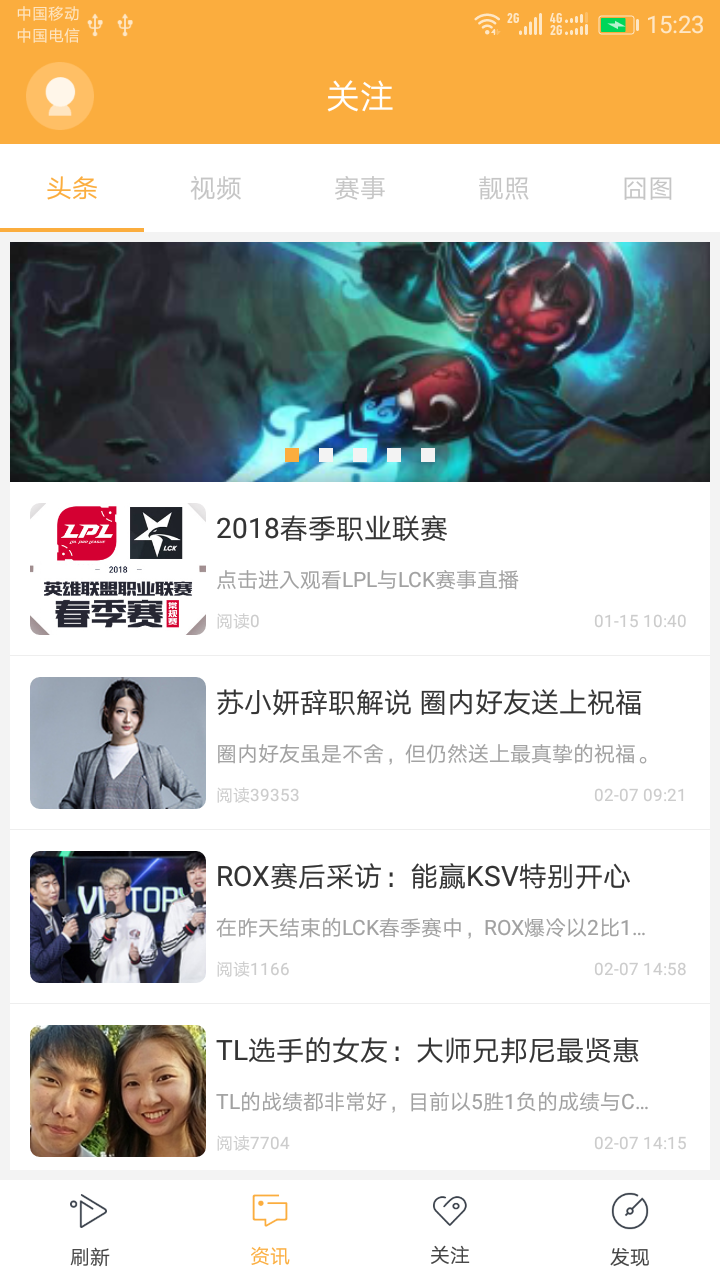 中国移动
中国电信
2G
4G
2G
15:23
关注
头条 视频 赛事 靓照 囧图
LPL
LCK
2018
英雄联盟职业联赛
春季赛
常规赛
2018春季职业联赛
点击进入观看LPL与LCK赛事直播
阅读0 01-15 10:40
苏小妍辞职解说 圈内好友送上祝福
圈内好友虽是不舍，但仍然送上最真挚的祝福。
阅读39353 02-07 09:21
ROX赛后采访：能赢KSV特别开心
在昨天结束的LCK春季赛中，ROX爆冷以2比1...
阅读1166 02-07 14:58
TL选手的女友：大师兄邦尼最贤惠
TL的战绩都非常好，目前以5胜1负的成绩与C...
阅读7704 02-07 14:15
刷新 资讯 关注 发现